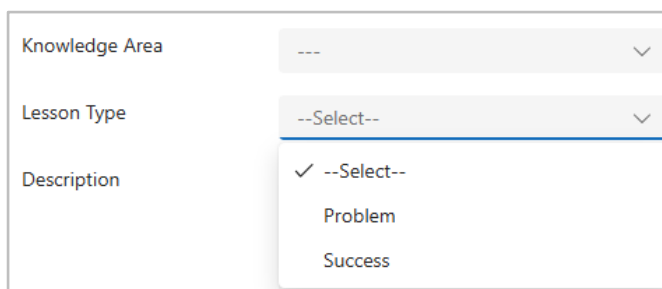 Knowledge Area
---
Lesson Type
--Select--
Description
--Select--
Problem
Success